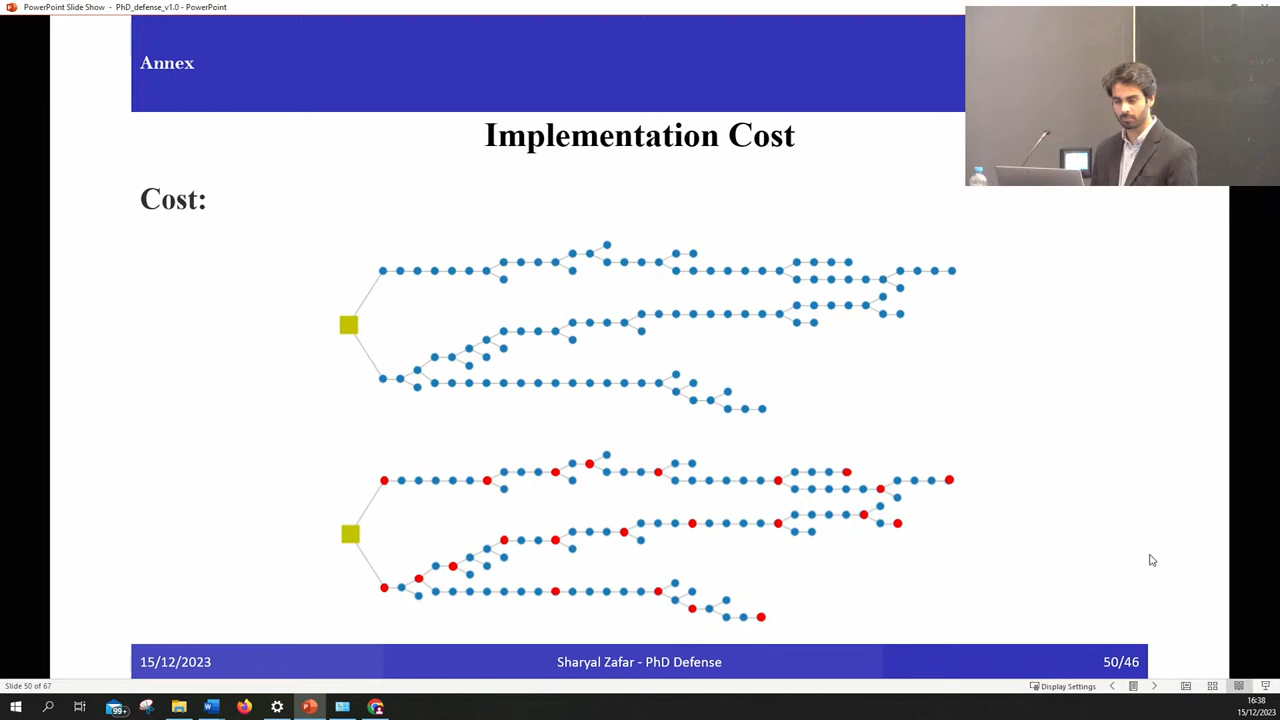 PowerPoint Slide Show - PhD_defense_v1.0 - PowerPoint
Annex
Implementation Cost
Cost:
15/12/2023
Sharyal Zafar - PhD Defense
50/46
Slide 50 of 67
Display Settings
99+
16:38
15/12/2023